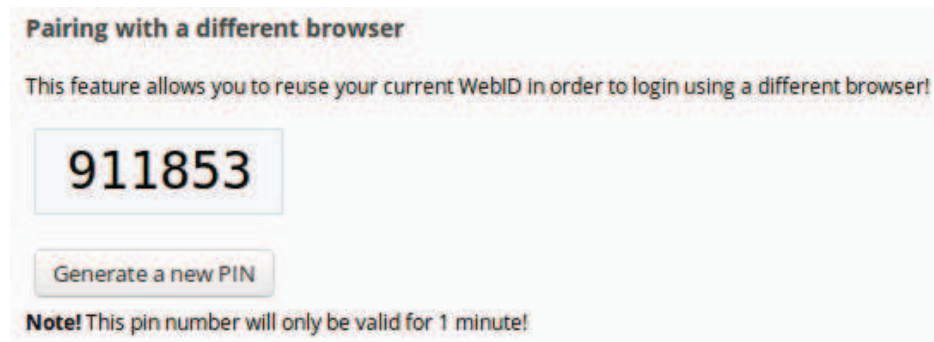 Pairing with a different browser
This feature allows you to reuse your current WebID in order to login using a different browser!
911853
Generate a new PIN
Note! This pin number will only be valid for 1 minute!